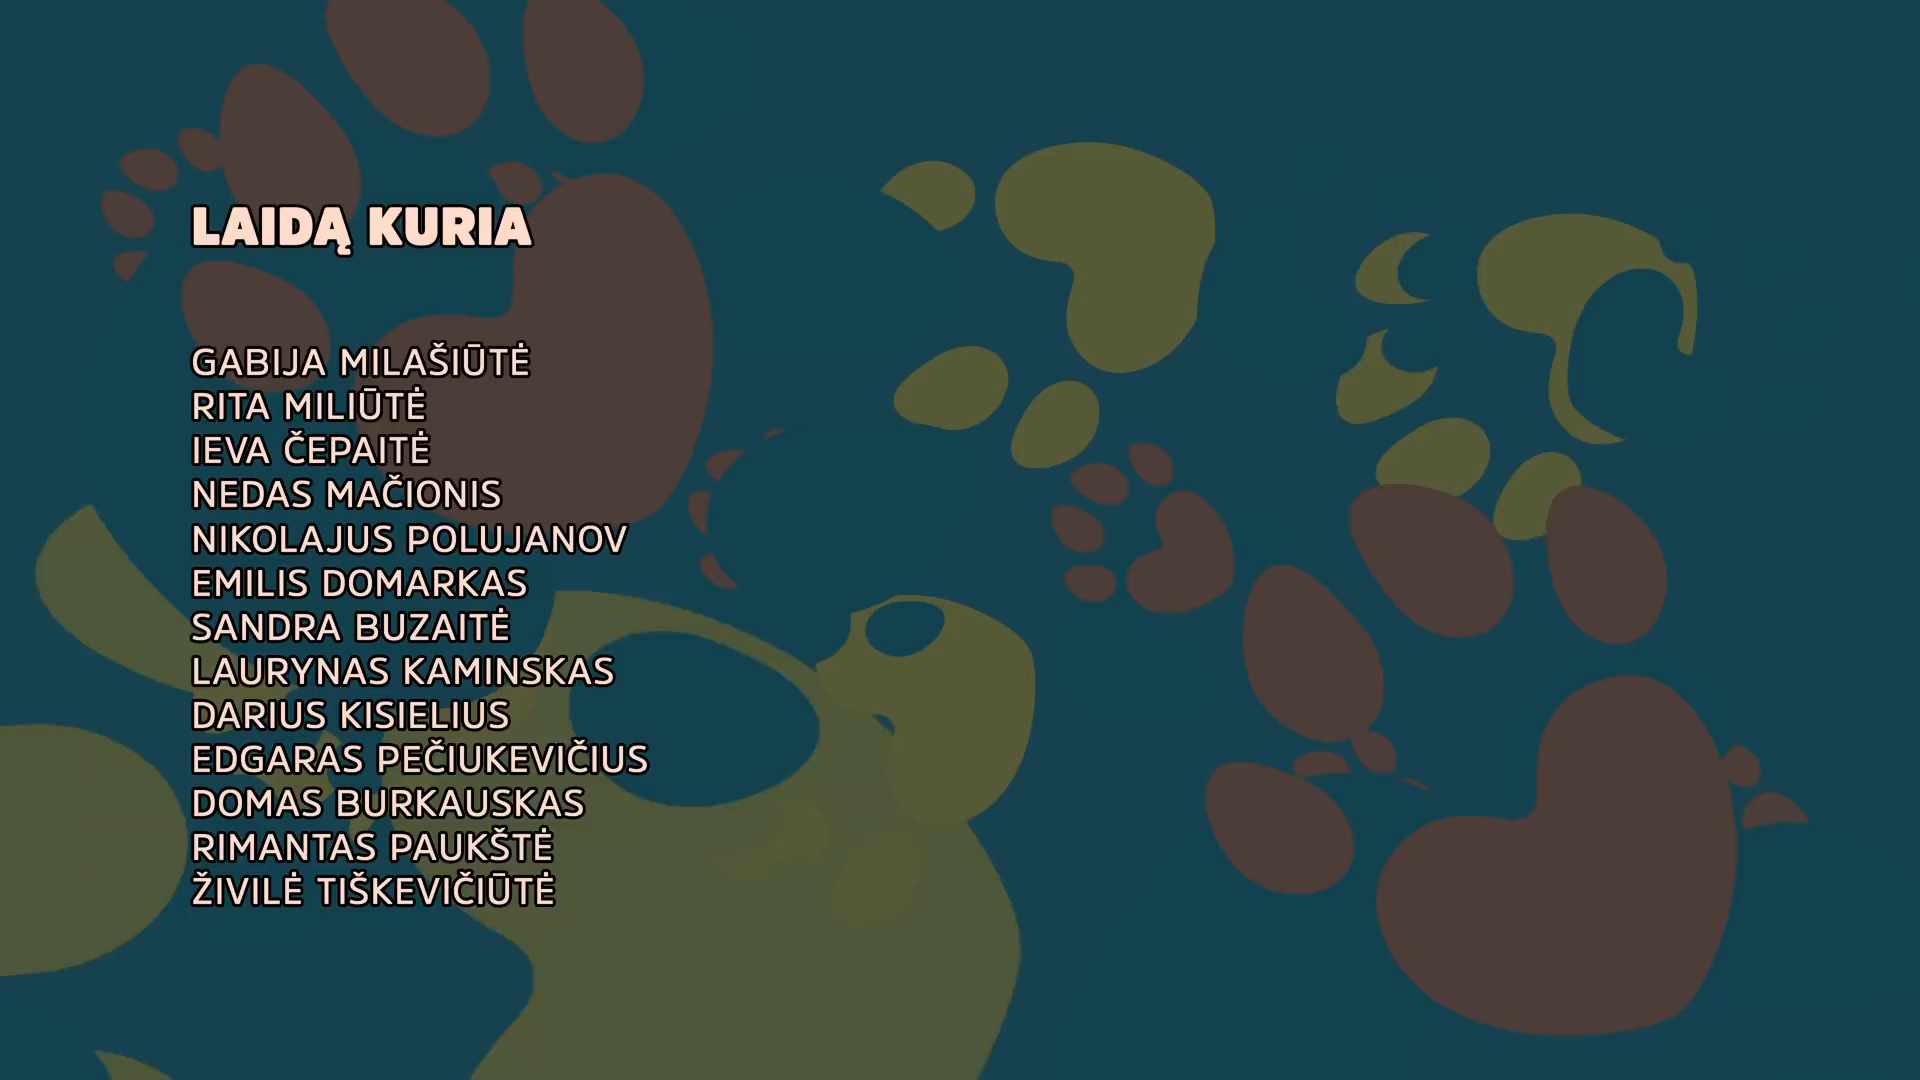 LAIDĄ KURIA
GABIJA MILAŠIŪTĖ
RITA MILIŪTĖ
IEVA ČEPAITĖ
NEDAS MAČIONIS
NIKOLAJUS POLUJANOV
EMILIS DOMARKAS
SANDRA BUZAITĖ
LAURYNAS KAMINSKAS
DARIUS KISIELIUS
EDGARAS PEČIUKEVIČIUS
DOMAS BURKAUSKAS
RIMANTAS PAUKŠTĖ
ŽIVILĖ TIŠKEVIČIŪTĖ